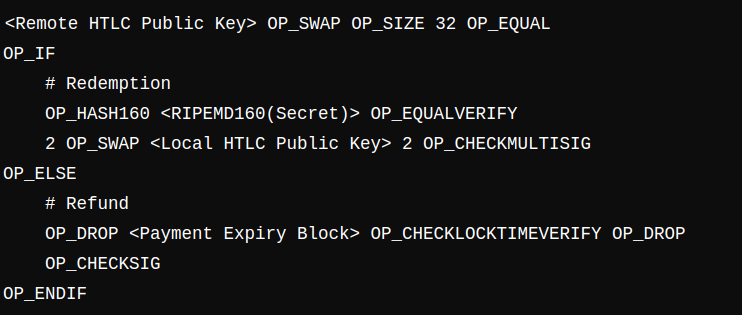 <Remote HTLC Public Key> OP_SWAP OP_SIZE 32 OP_EQUAL
OP_IF
    # Redemption
    OP_HASH160 <RIPEMD160(Secret)> OP_EQUALVERIFY
    2 OP_SWAP <Local HTLC Public Key> 2 OP_CHECKMULTISIG
OP_ELSE
    # Refund
    OP_DROP <Payment Expiry Block> OP_CHECKLOCKTIMEVERIFY OP_DROP
    OP_CHECKSIG
OP_ENDIF